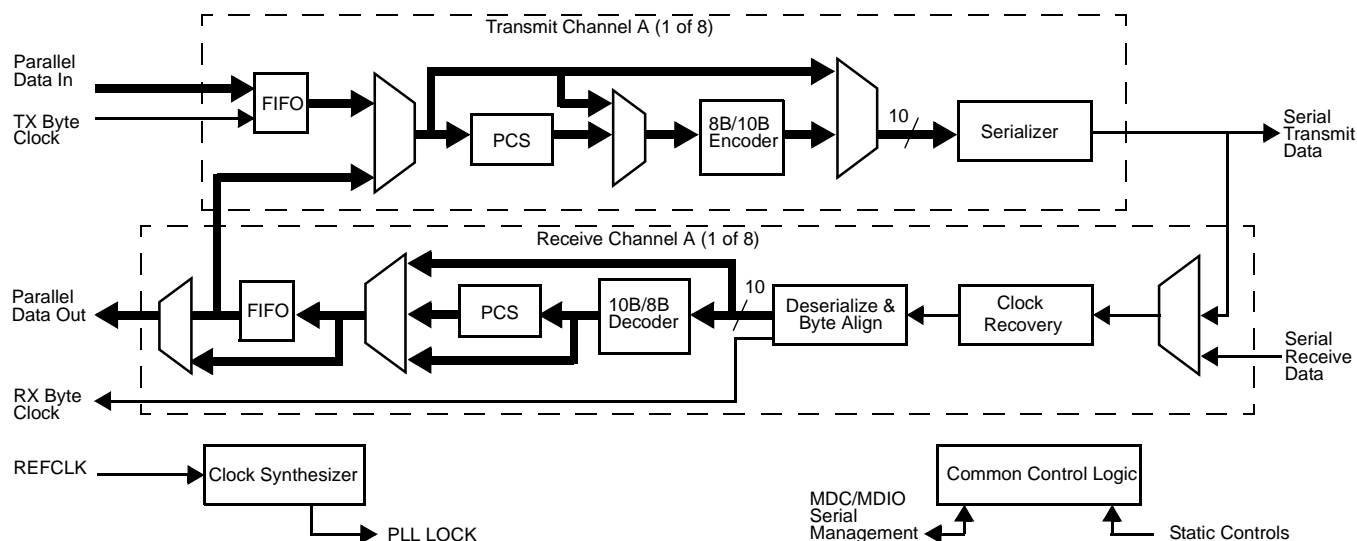 Transmit Channel A (1 of 8)
Parallel
Data In
TX Byte
Clock
FIFO
PCS
8B/10B
Encoder
10
Serializer
Serial
Transmit
Data
Receive Channel A (1 of 8)
Parallel
Data Out
FIFO
PCS
10B/8B
Decoder
10
Deserialize &
Byte Align
Clock
Recovery
Serial
Receive
Data
RX Byte
Clock
REFCLK
Clock Synthesizer
PLL LOCK
Common Control Logic
MDC/MDIO
Serial
Management
Static Controls